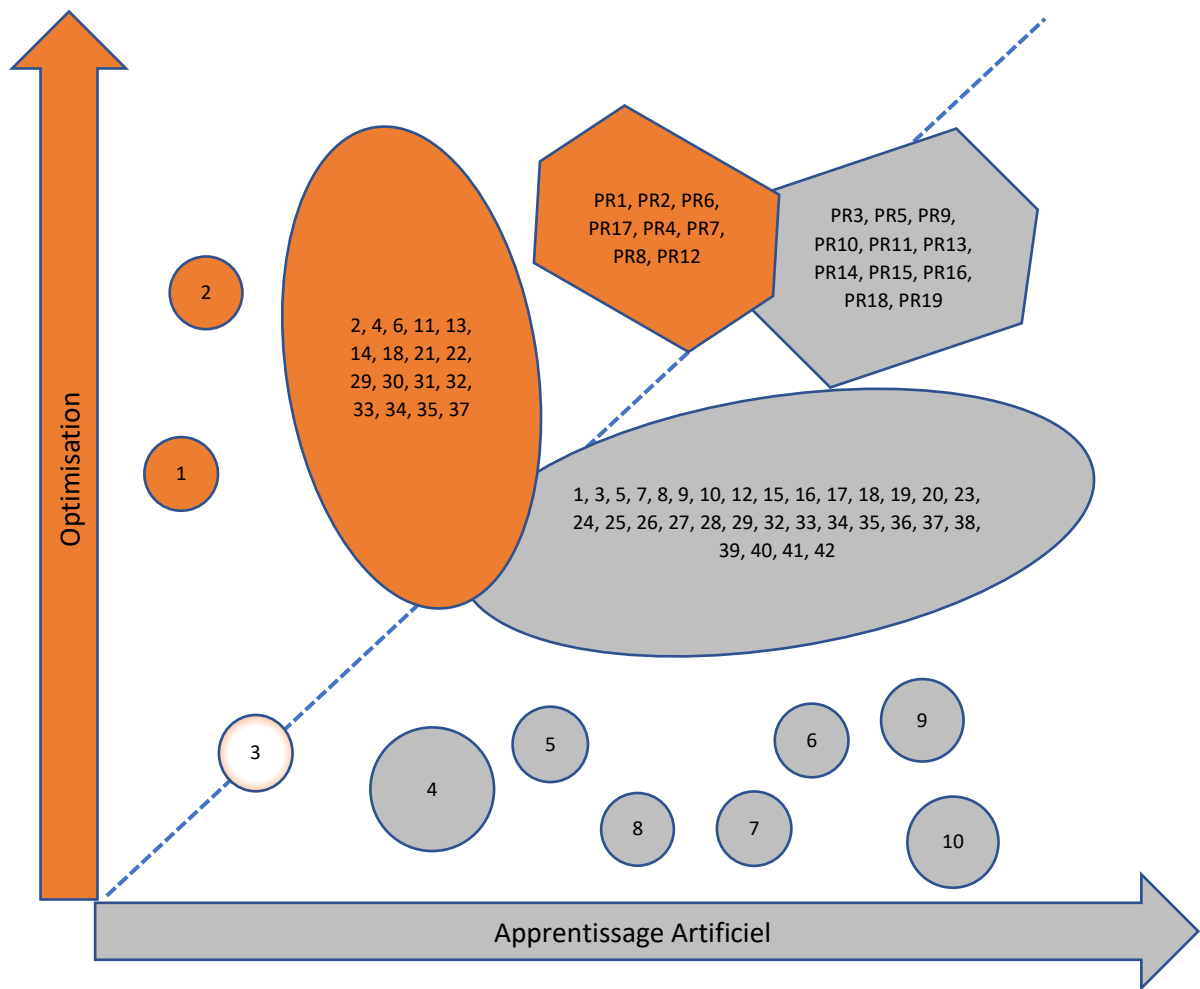 Optimisation
PR1, PR2, PR6,
PR17, PR4, PR7,
PR8, PR12
PR3, PR5, PR9,
PR10, PR11, PR13,
PR14, PR15, PR16,
PR18, PR19
2
2, 4, 6, 11, 13,
14, 18, 21, 22,
29, 30, 31, 32,
33, 34, 35, 37
1
1, 3, 5, 7, 8, 9, 10, 12, 15, 16, 17, 18, 19, 20, 23,
24, 25, 26, 27, 28, 29, 32, 33, 34, 35, 36, 37, 38,
39, 40, 41, 42
3
4
5
8
7
6
9
10
Apprentissage Artificiel